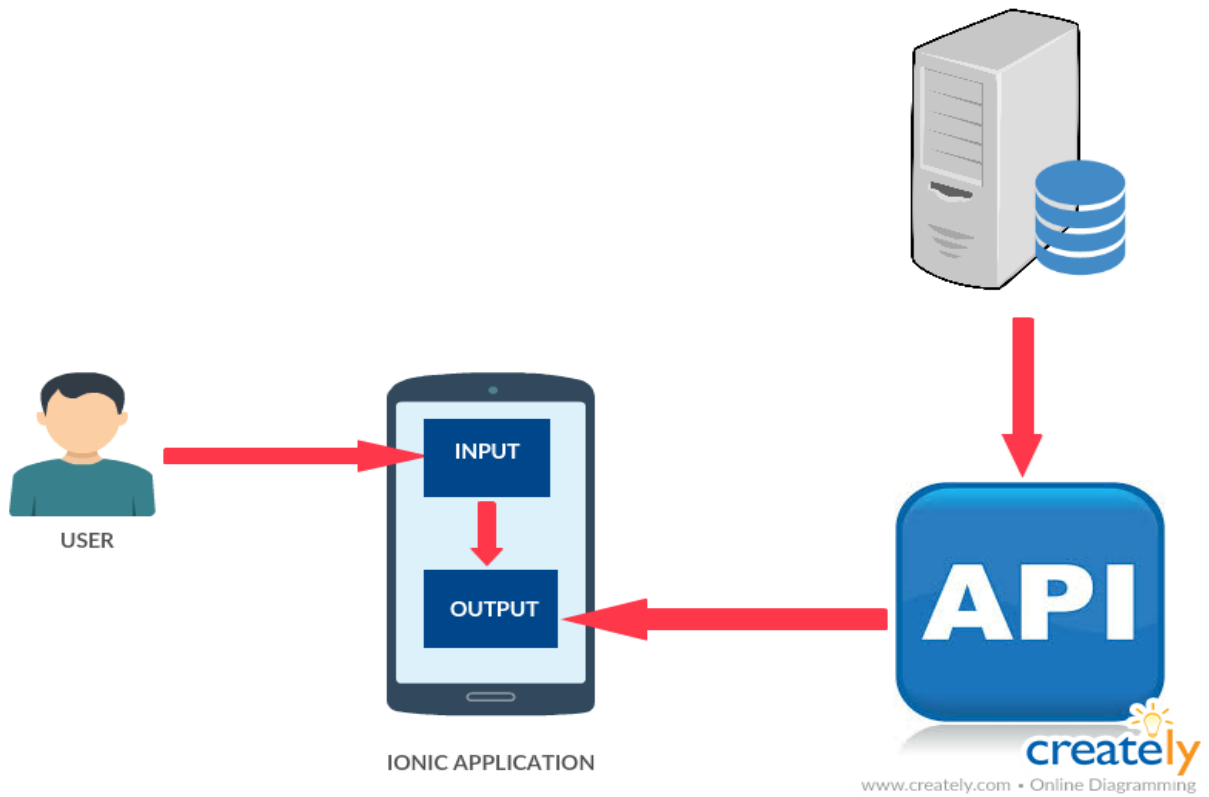 INPUT
USER
OUTPUT
API
IONIC APPLICATION
creately
www.creately.com • Online Diagramming